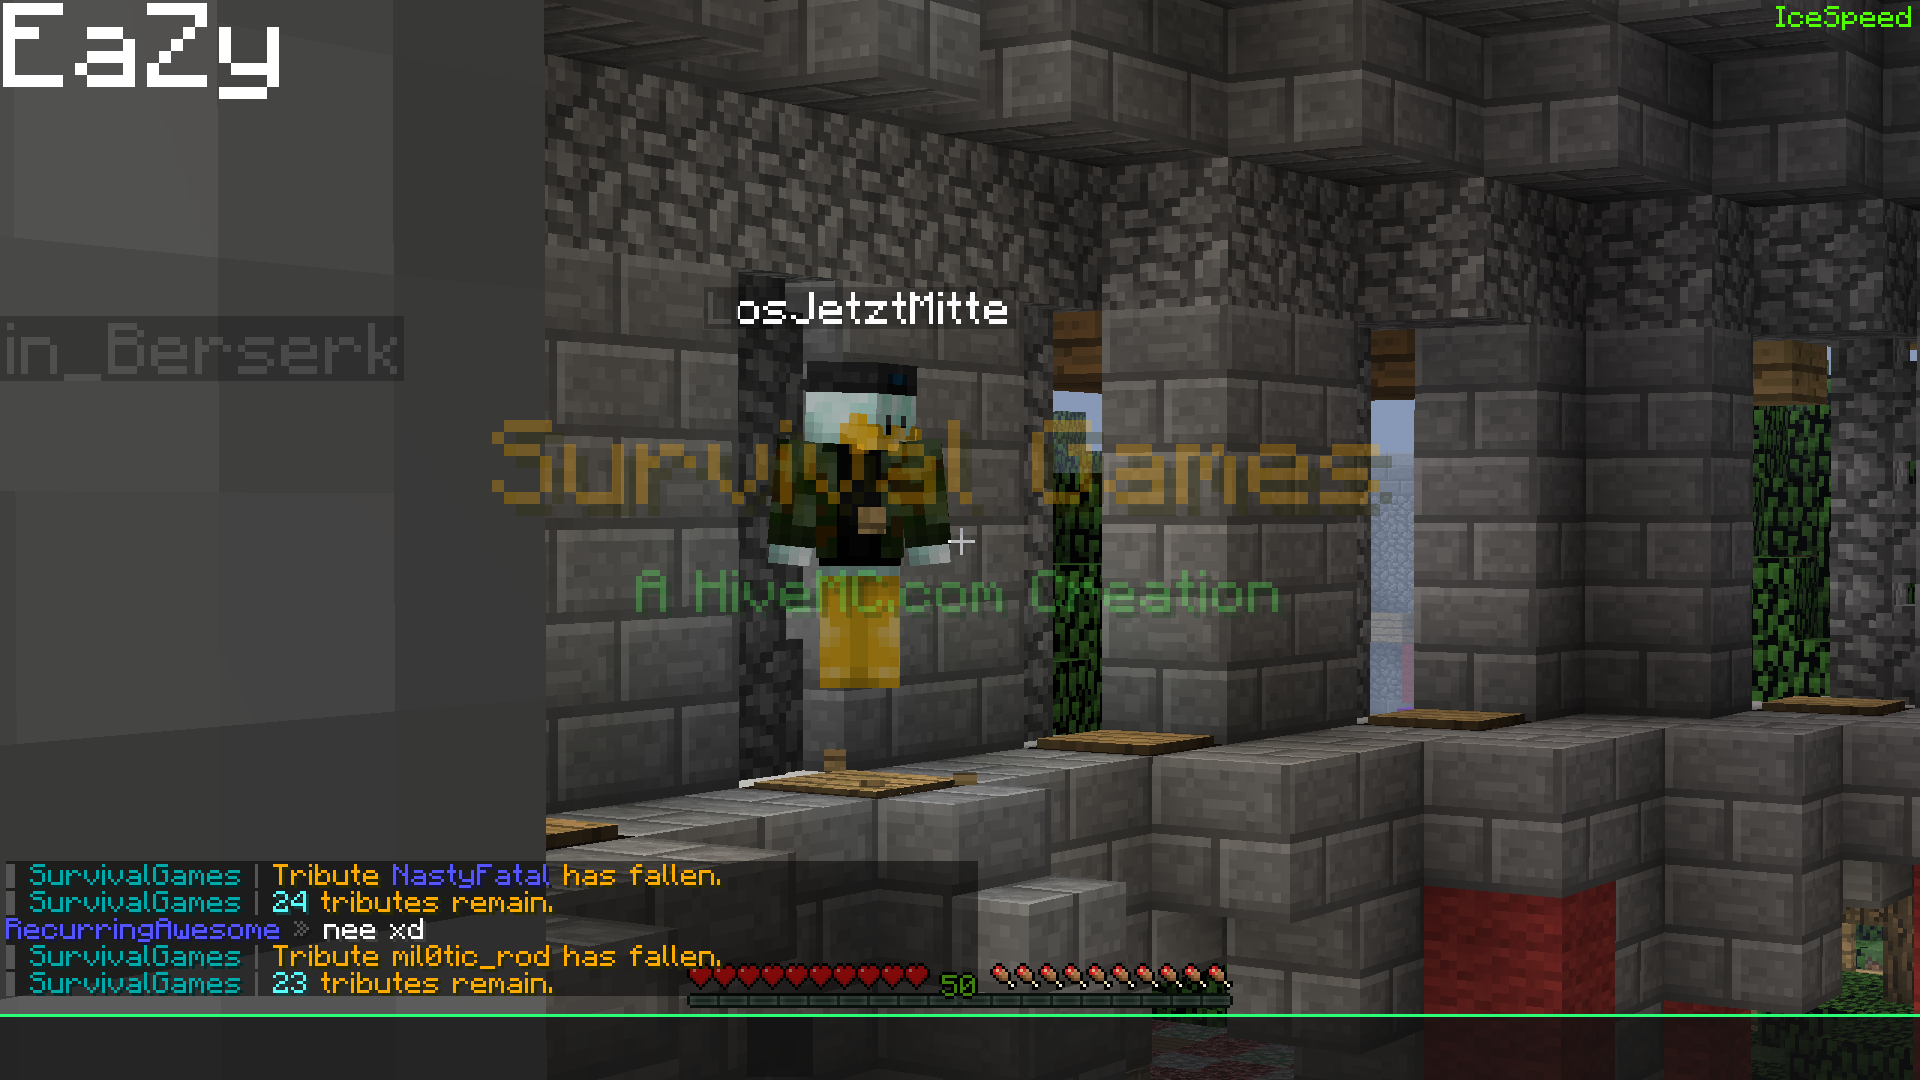 EaZy
IceSpeed
LosJetztMitte
in_Berserk
Survival Games
A HiveMC.com Creation
| SurvivalGames | Tribute NastyFatal has fallen.
| SurvivalGames | 24 tributes remain.
RecurringAwesome » nee xd
| SurvivalGames | Tribute mil0tic_rod has fallen.
| SurvivalGames | 23 tributes remain.
50